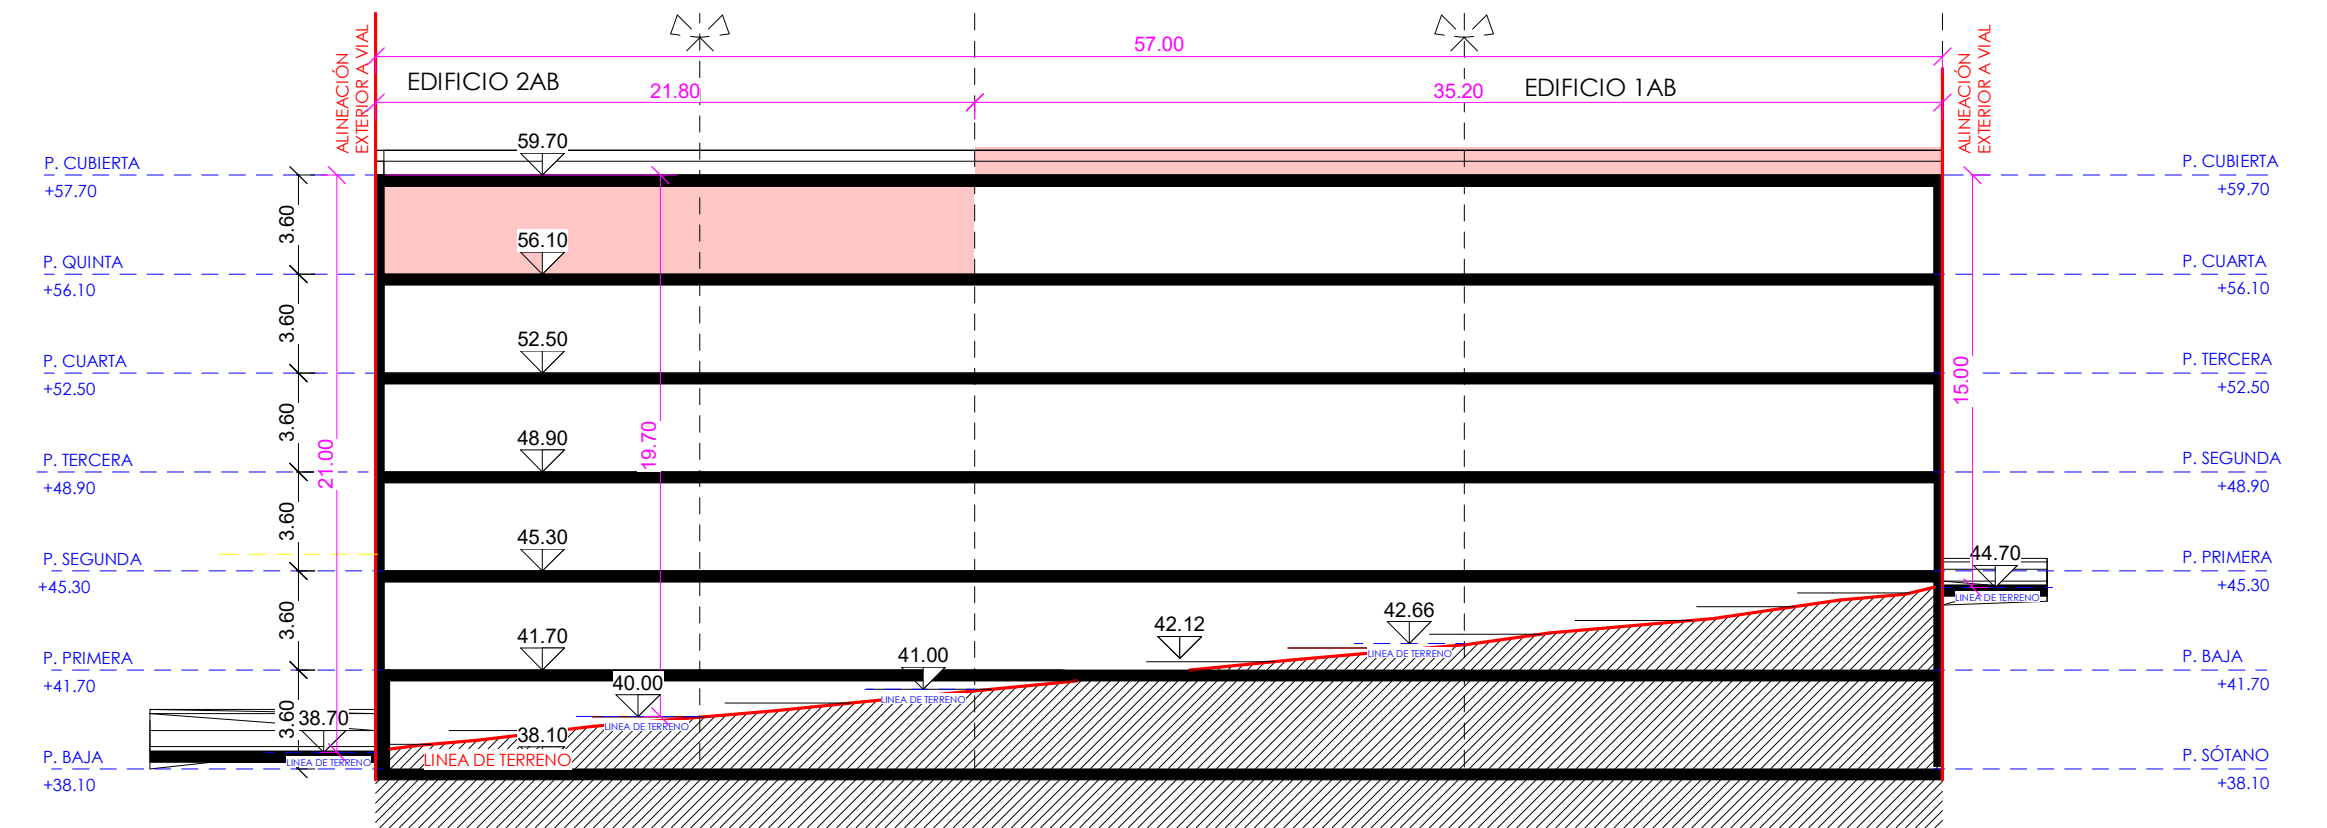 57.00
EDIFICIO 2AB
21.80
35.20
EDIFICIO 1AB
ALINEACIÓN
EXTERIOR A VIAL
ALINEACIÓN
EXTERIOR A VIAL
P. CUBIERTA
+57.70
59.70
P. CUBIERTA
+59.70
3.60
P. QUINTA
+56.10
56.10
P. CUARTA
+56.10
3.60
P. CUARTA
+52.50
52.50
P. TERCERA
+52.50
15.00
3.60
21.00
19.70
P. TERCERA
+48.90
48.90
P. SEGUNDA
+48.90
3.60
P. SEGUNDA
+45.30
45.30
44.70
LINEA DE TERRENO
P. PRIMERA
+45.30
3.60
P. PRIMERA
+41.70
41.70
42.12
42.66
LINEA DE TERRENO
P. BAJA
+41.70
41.00
LINEA DE TERRENO
40.00
LINEA DE TERRENO
3.60
38.70
LINEA DE TERRENO
38.10
LINEA DE TERRENO
P. BAJA
+38.10
P. SÓTANO
+38.10